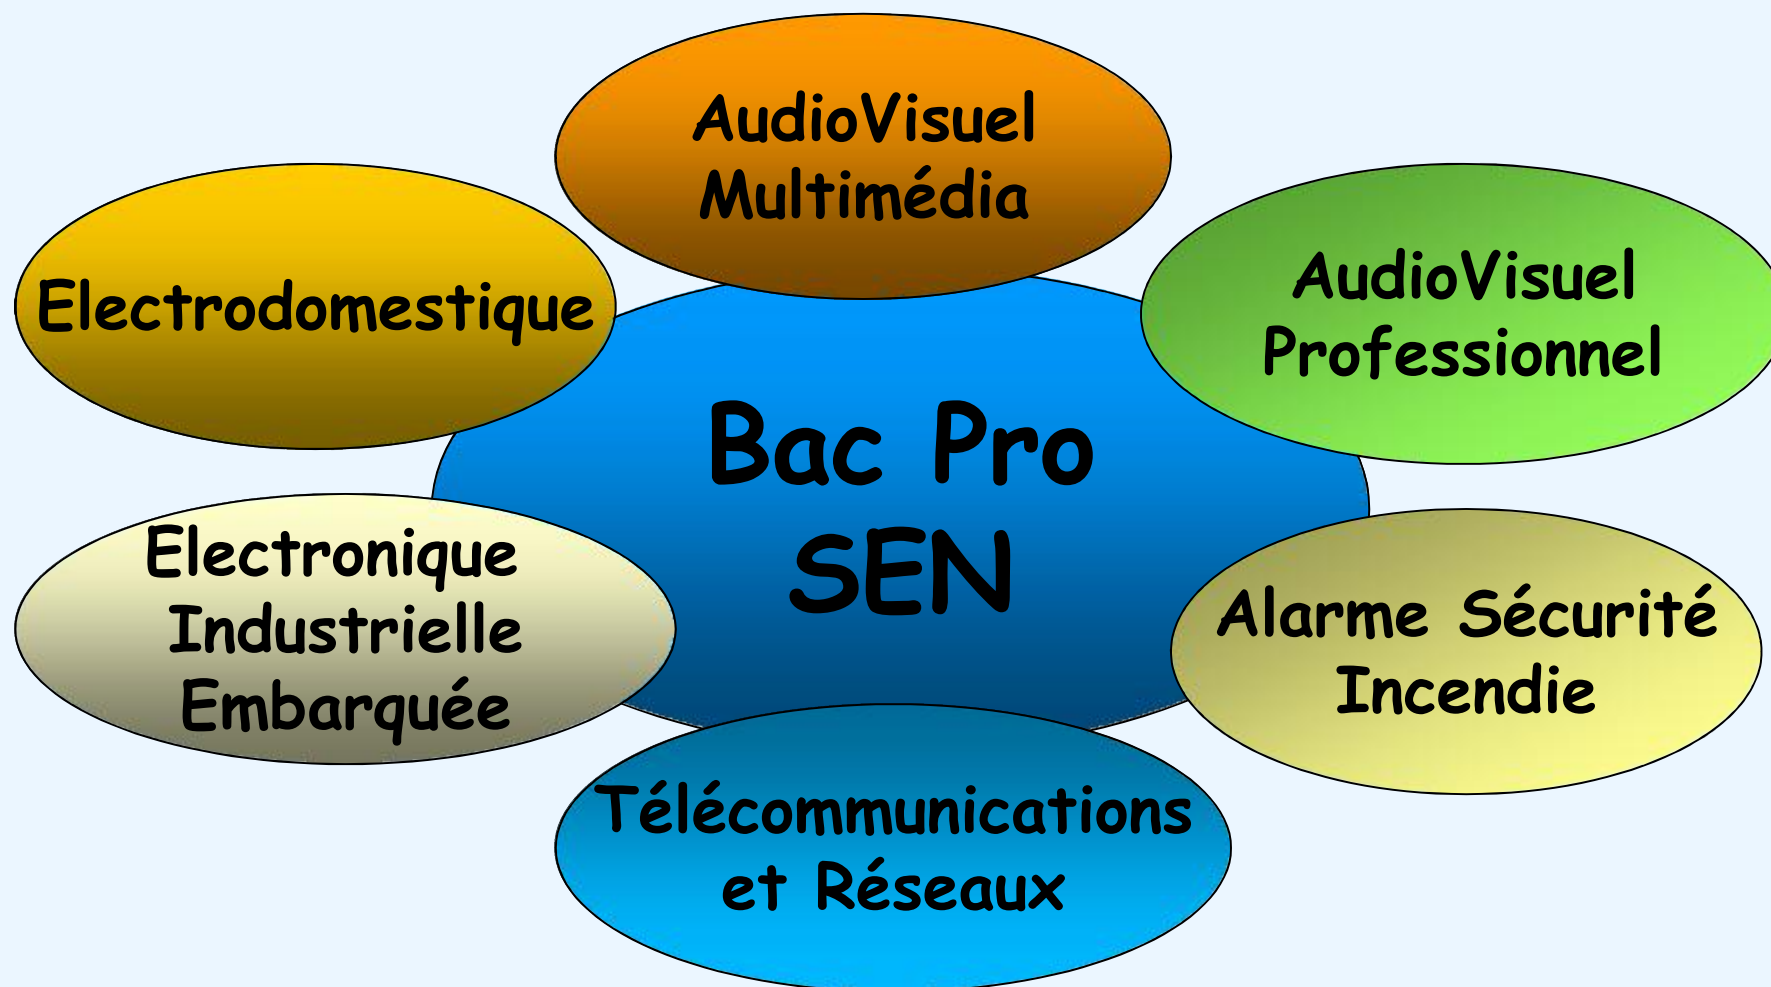 AudioVisuel
Multimédia
Electrodomestique
AudioVisuel
Professionnel
Bac Pro
SEN
Electronique
Industrielle
Embarquée
Alarme Sécurité
Incendie
Télécommunications
et Réseaux